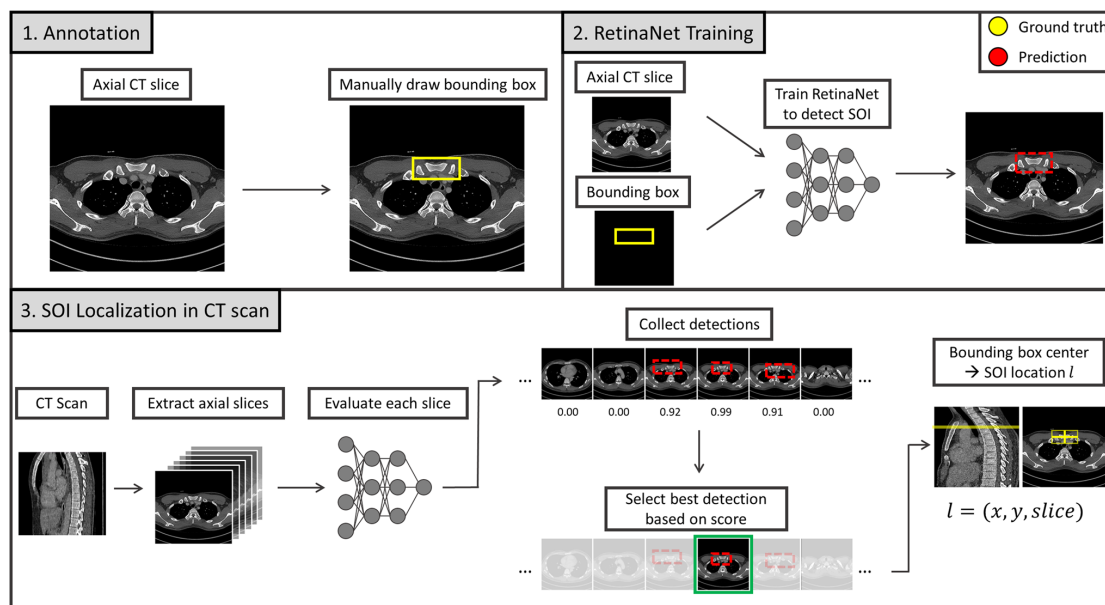 1. Annotation
Axial CT slice
Manually draw bounding box
2. RetinaNet Training
Ground truth
Prediction
Axial CT slice
Train RetinaNet
to detect SOI
Bounding box
3. SOI Localization in CT scan
CT Scan
Extract axial slices
Evaluate each slice
Collect detections
... ...
0.00 0.00 0.92 0.99 0.91 0.00
Select best detection
based on score
... ...
Bounding box center
→ SOI location l
l = (x, y, slice)